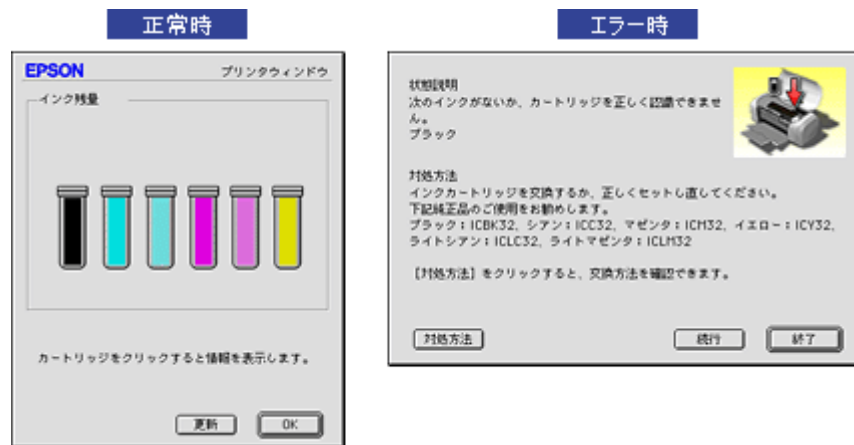 正常時
EPSON プリンタウィンドウ
インク残量
カートリッジをクリックすると情報を表示します。
更新 OK
エラー時
状態説明
次のインクがないか、カートリッジを正しく認識できませ
ん。
ブラック
対処方法
インクカートリッジを交換するか、正しくセットし直してください。
下記純正品のご使用をお勧めします。
ブラック：ICBK32, シアン：ICC32, マゼンタ：ICM32, イエロー：ICY32,
ライトシアン：ICLC32, ライトマゼンタ：ICLM32
[対処方法] をクリックすると、交換方法を確認できます。
対処方法 続行 終了